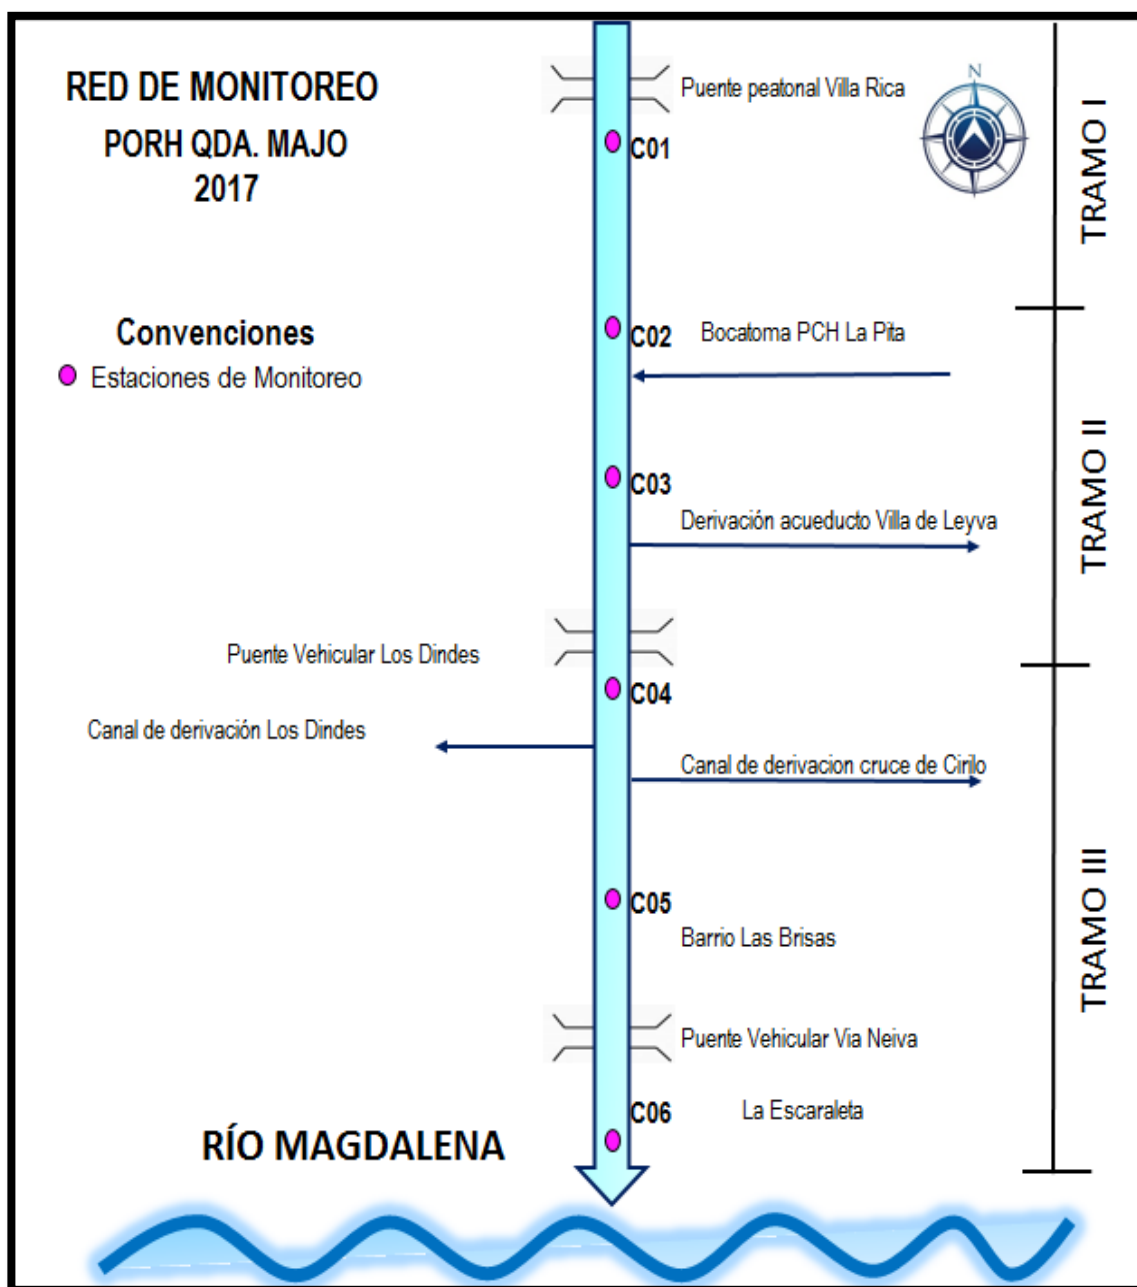 RED DE MONITOREO
PORH QDA. MAJO
2017
N
Puente peatonal Villa Rica
C01
TRAMO I
Convenciones
Estaciones de Monitoreo
C02
Bocatoma PCH La Pita
C03
Derivación acueducto Villa de Leyva
TRAMO II
Puente Vehicular Los Dindes
C04
Canal de derivación Los Dindes
Canal de derivacion cruce de Cirilo
C05
Barrio Las Brisas
TRAMO III
Puente Vehicular Via Neiva
C06
La Escaraleta
RÍO MAGDALENA